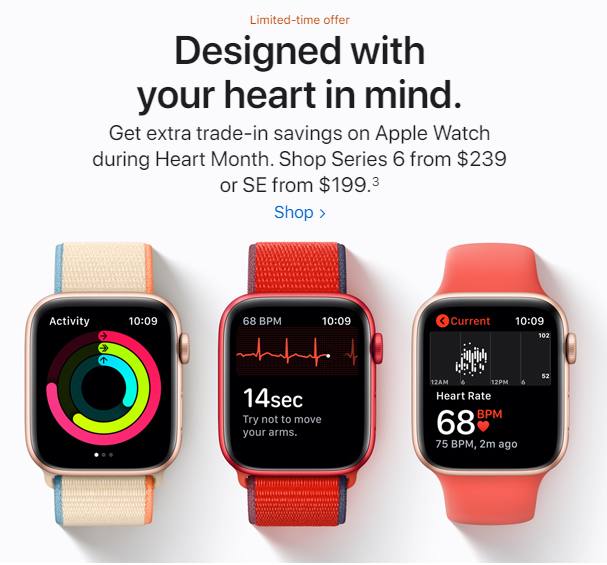 Limited-time offer
Designed with
your heart in mind.
Get extra trade-in savings on Apple Watch
during Heart Month. Shop Series 6 from $239
or SE from $199.³
Shop >
Activity 10:09
68 BPM 10:09
14sec
Try not to move
your arms.
Current 10:09
102
52
12AM 6 12PM 6
Heart Rate
68 BPM
75 BPM, 2m ago